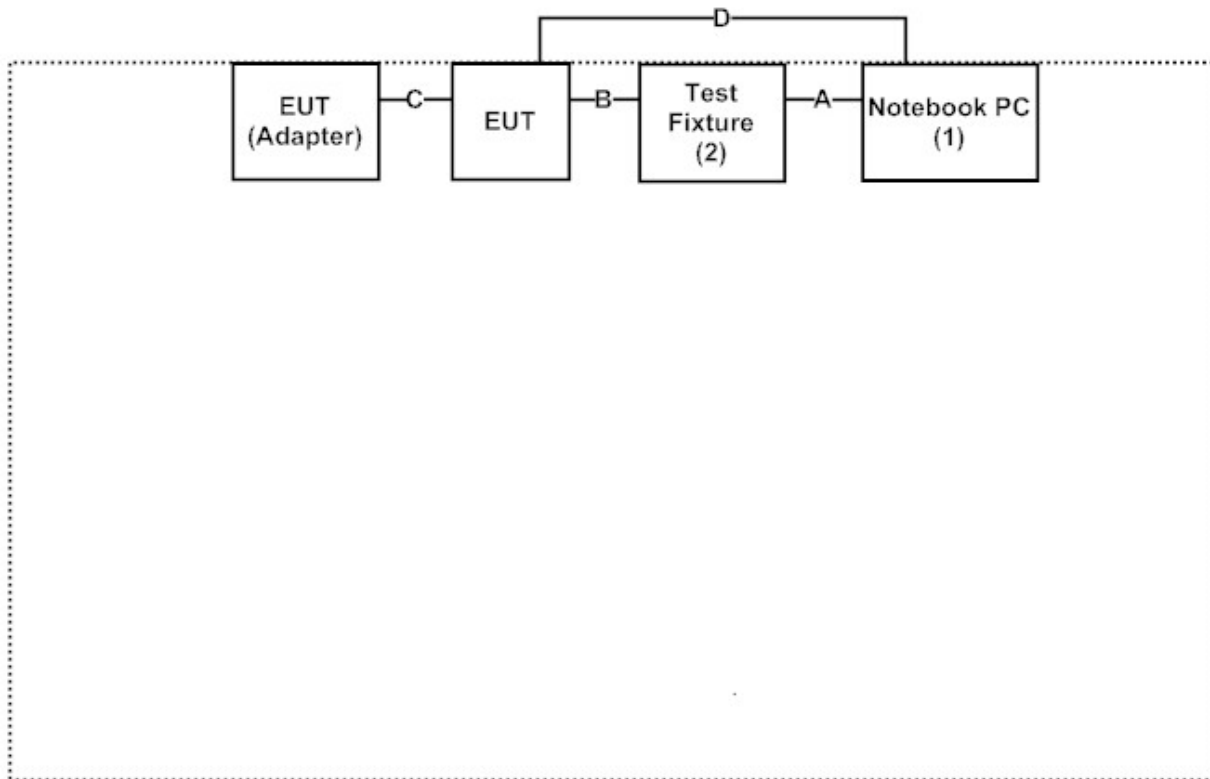 D
EUT
(Adapter)
C
EUT
B
Test
Fixture
(2)
A
Notebook PC
(1)